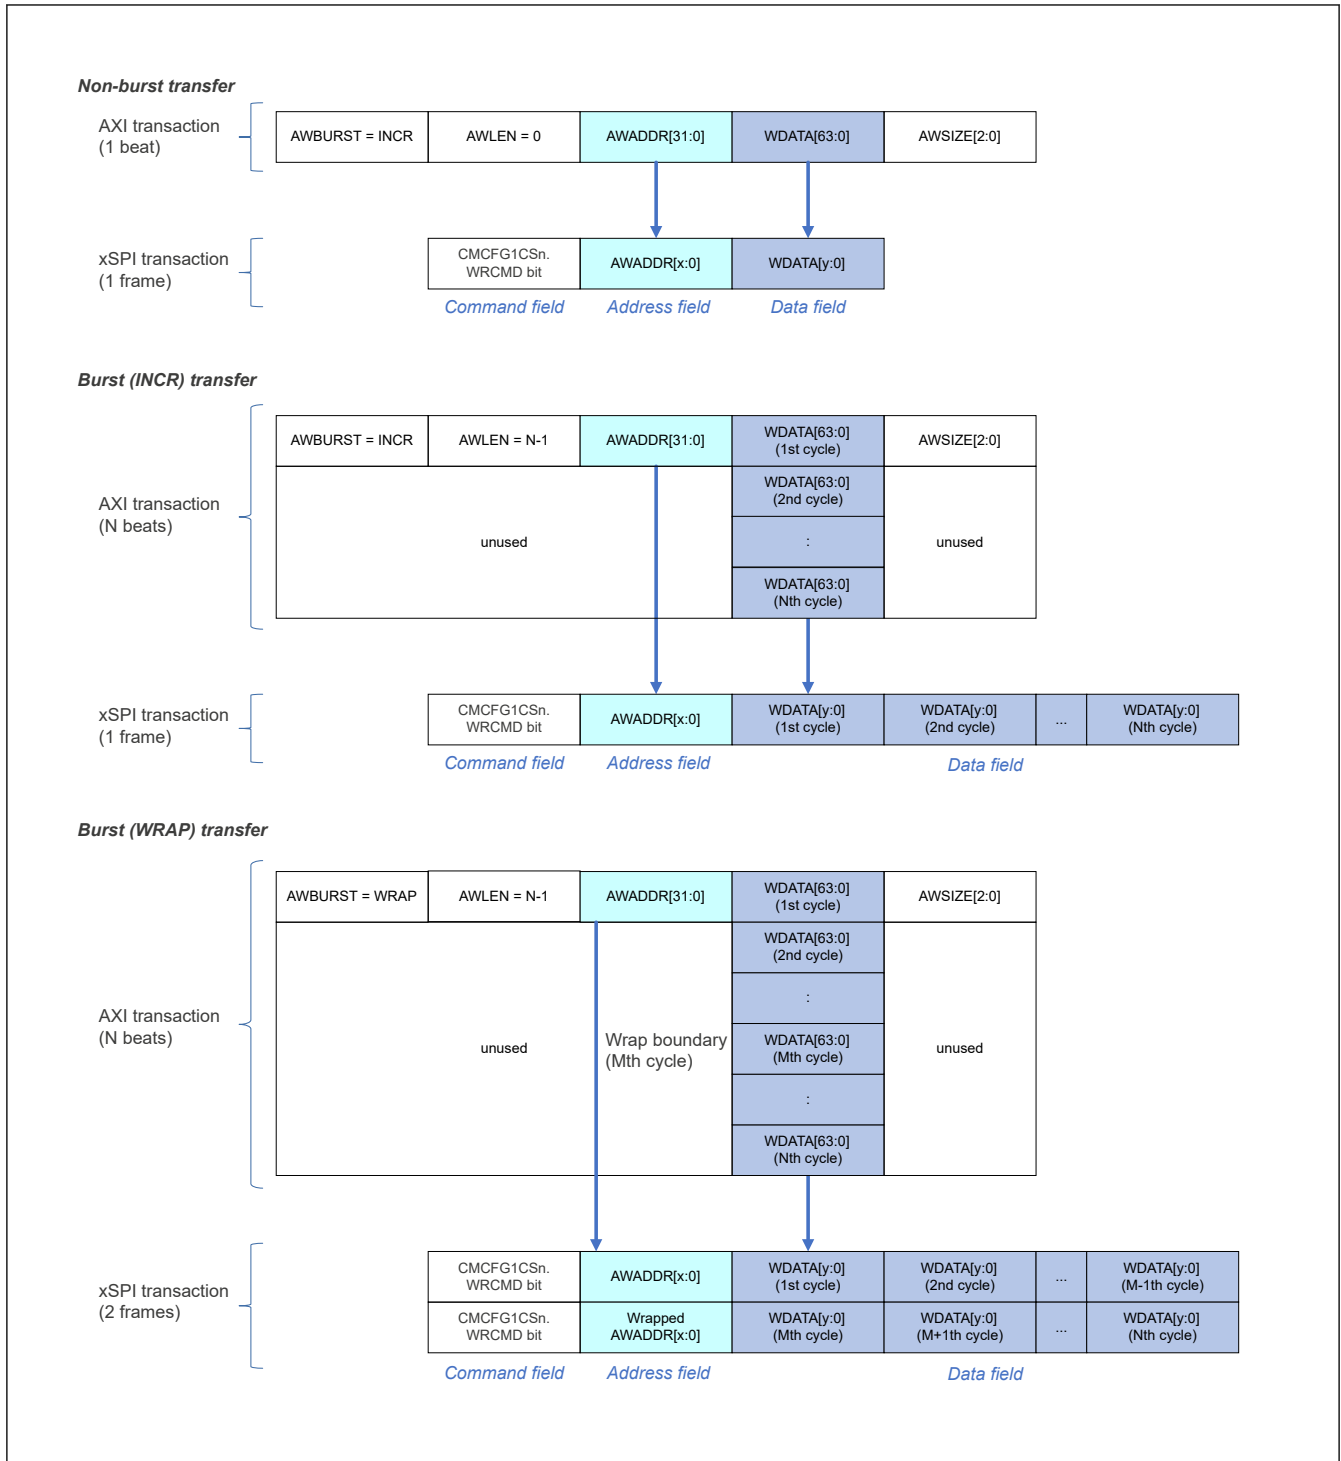 Non-burst transfer
AXI transaction
(1 beat)
AWBURST = INCR
AWLEN = 0
AWADDR[31:0]
WDATA[63:0]
AWSIZE[2:0]
xSPI transaction
(1 frame)
CMCFG1CSn.
WRCMD bit
AWADDR[x:0]
WDATA[y:0]
Command field
Address field
Data field
Burst (INCR) transfer
AXI transaction
(N beats)
AWBURST = INCR
AWLEN = N-1
AWADDR[31:0]
WDATA[63:0]
(1st cycle)
AWSIZE[2:0]
WDATA[63:0]
(2nd cycle)
unused
:
unused
WDATA[63:0]
(Nth cycle)
xSPI transaction
(1 frame)
CMCFG1CSn.
WRCMD bit
AWADDR[x:0]
WDATA[y:0]
(1st cycle)
WDATA[y:0]
(2nd cycle)
...
WDATA[y:0]
(Nth cycle)
Command field
Address field
Data field
Burst (WRAP) transfer
AXI transaction
(N beats)
AWBURST = WRAP
AWLEN = N-1
AWADDR[31:0]
WDATA[63:0]
(1st cycle)
AWSIZE[2:0]
WDATA[63:0]
(2nd cycle)
:
unused
Wrap boundary
(Mth cycle)
WDATA[63:0]
(Mth cycle)
unused
:
WDATA[63:0]
(Nth cycle)
xSPI transaction
(2 frames)
CMCFG1CSn.
WRCMD bit
AWADDR[x:0]
WDATA[y:0]
(1st cycle)
WDATA[y:0]
(2nd cycle)
...
WDATA[y:0]
(M-1th cycle)
CMCFG1CSn.
WRCMD bit
Wrapped
AWADDR[x:0]
WDATA[y:0]
(Mth cycle)
WDATA[y:0]
(M+1th cycle)
...
WDATA[y:0]
(Nth cycle)
Command field
Address field
Data field